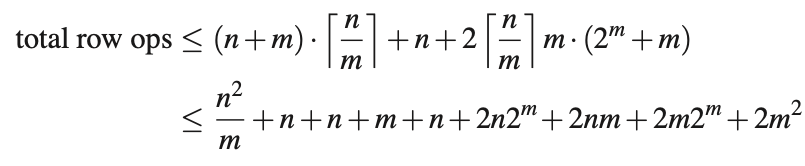 total row ops ≤ (n+m)·⌈n/m⌉+n+2⌈n/m⌉m·(2^m+m)
≤ n^2/m+n+n+m+n+2n2^m+2nm+2m2^m+2m^2